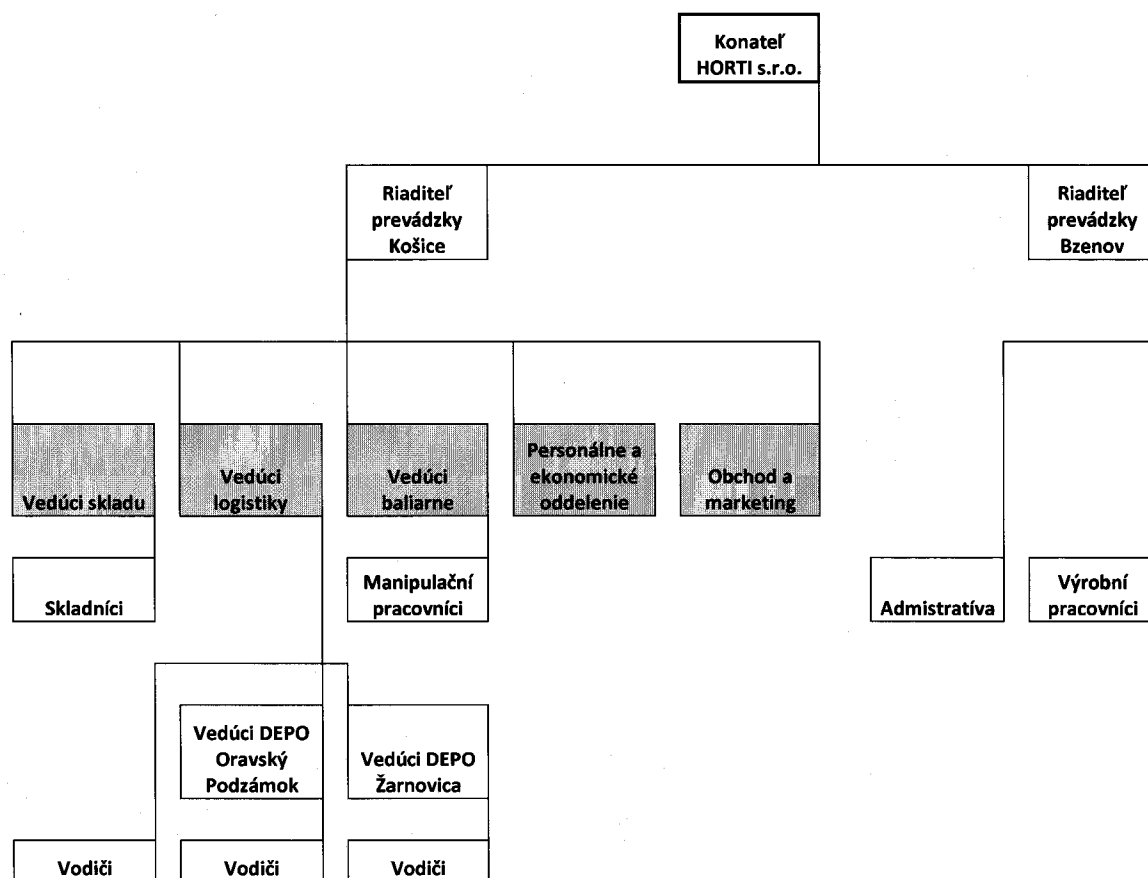 Konateľ
HORTI s.r.o.
Riaditeľ
prevádzky
Košice
Riaditeľ
prevádzky
Bzenov
Vedúci skladu
Vedúci
logistiky
Vedúci
baliarne
Personálne a
ekonomické
oddelenie
Obchod a
marketing
Skladníci
Manipulační
pracovníci
Admistratíva
Výrobní
pracovníci
Vedúci DEPO
Oravský
Podzámok
Vedúci DEPO
Žarnovica
Vodiči
Vodiči
Vodiči